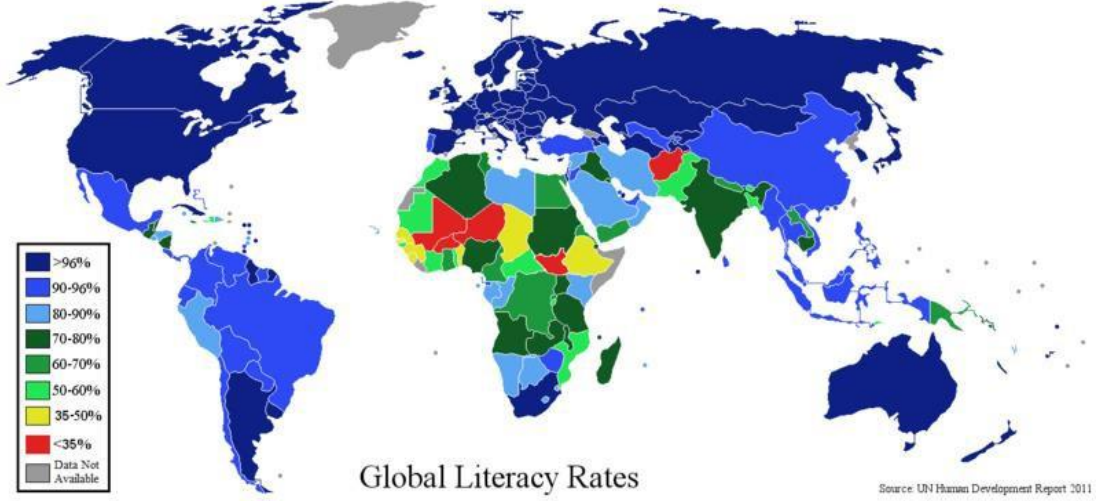 >96%
90-96%
80-90%
70-80%
60-70%
50-60%
35-50%
<35%
Data Not
Available
Global Literacy Rates
Source: UN Human Development Report 2011